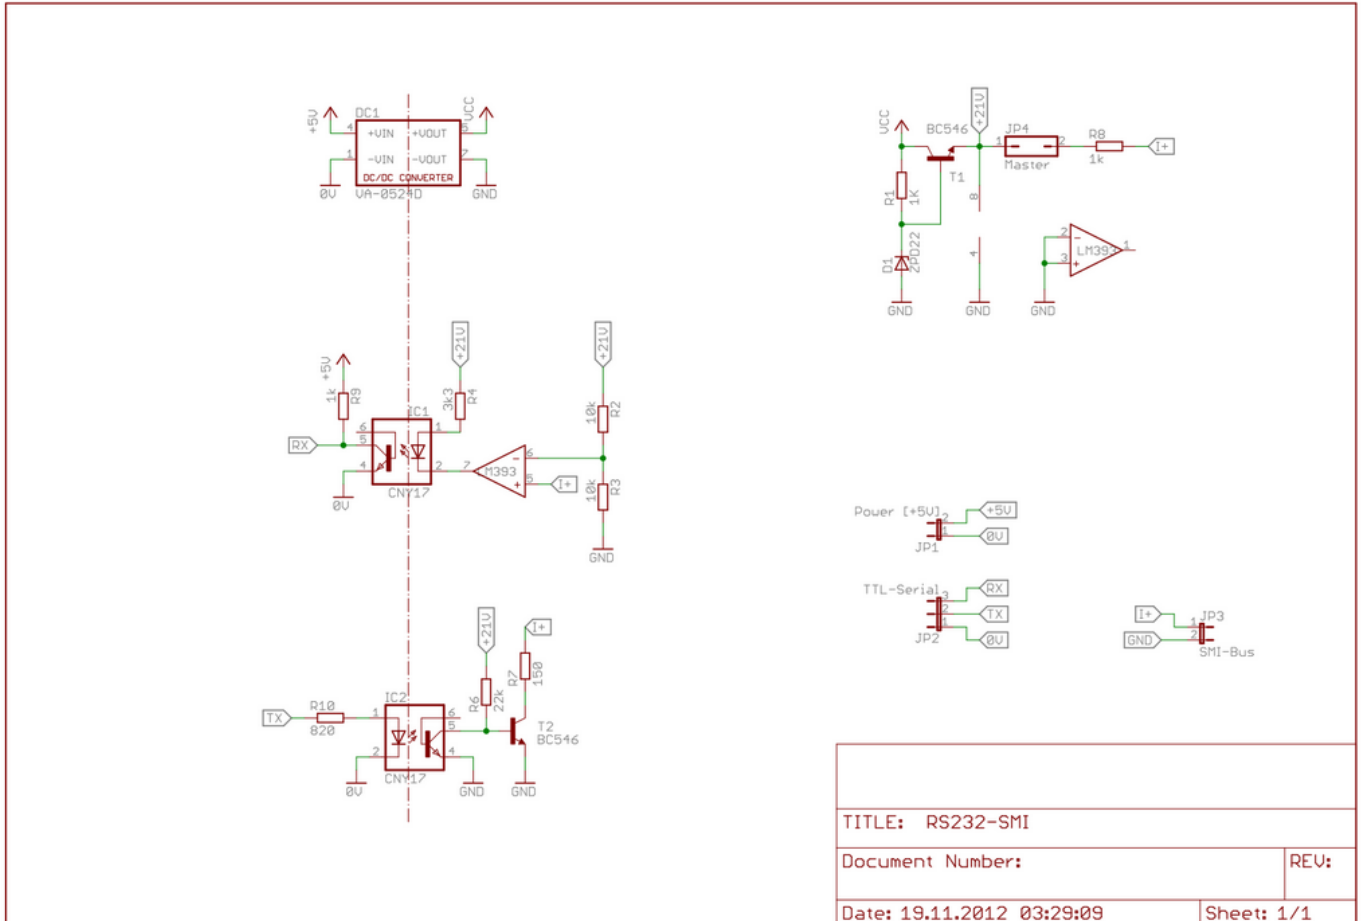 +5V
DC1
VCC
4
+VIN
+VOUT
6
1
-VIN
-VOUT
7
DC/DC CONVERTER
0V
VA-0524D
GND
VCC
BC546
+21V
JP4
1
2
Master
R8
1k
I+
T1
R1
1K
8
D1
ZPD22
4
2
-
LM393
1
3
+
GND
GND
GND
+5V
1k
R9
+21V
3k3
R4
+21V
10k
R2
IC1
RX
6
5
4
1
2
7
LM393
-
6
+
5
I+
10k
R3
0V
CNY17
GND
Power [+5V]
2
1
+5V
0V
JP1
TTL-Serial
3
2
1
RX
TX
0V
JP2
I+
GND
1
2
JP3
SMI-Bus
+21V
I+
R7
150
R6
22k
IC2
TX
R10
820
1
2
6
5
4
T2
BC546
0V
CNY17
GND
GND
TITLE: RS232-SMI
Document Number:
REV:
Date: 19.11.2012 03:29:09
Sheet: 1/1